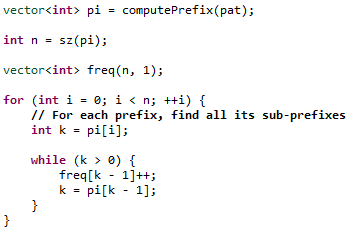 vector<int> pi = computePrefix(pat);
int n = sz(pi);
vector<int> freq(n, 1);
for (int i = 0; i < n; ++i) {
// For each prefix, find all its sub-prefixes
int k = pi[i];
while (k > 0) {
freq[k - 1]++;
k = pi[k - 1];
}
}